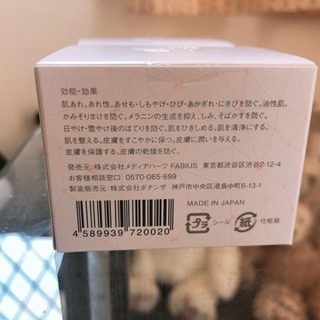 効能・効果
肌あれ。あれ性。あせも・しもやけ・ひび・あかぎれ・にきびを防ぐ。油性肌。
かみそりまけを防ぐ。メラニンの生成を抑え、しみ、そばかすを防ぐ。
日やけ・雪やけ後のほてりを防ぐ。肌をひきしめる。肌を清浄にする。
肌を整える。皮膚をすこやかに保つ。皮膚に潤いを与える。
皮膚を保護する。皮膚の乾燥を防ぐ。
発売元：株式会社メディアハーツ FABIUS 東京都渋谷区渋谷2-12-4
お客様相談窓口：0570-065-699
製造販売元：株式会社ボナンザ 神戸市中央区港島中町6-13-1
MADE IN JAPAN
4 589939 720020
プラ シール 紙 化粧箱